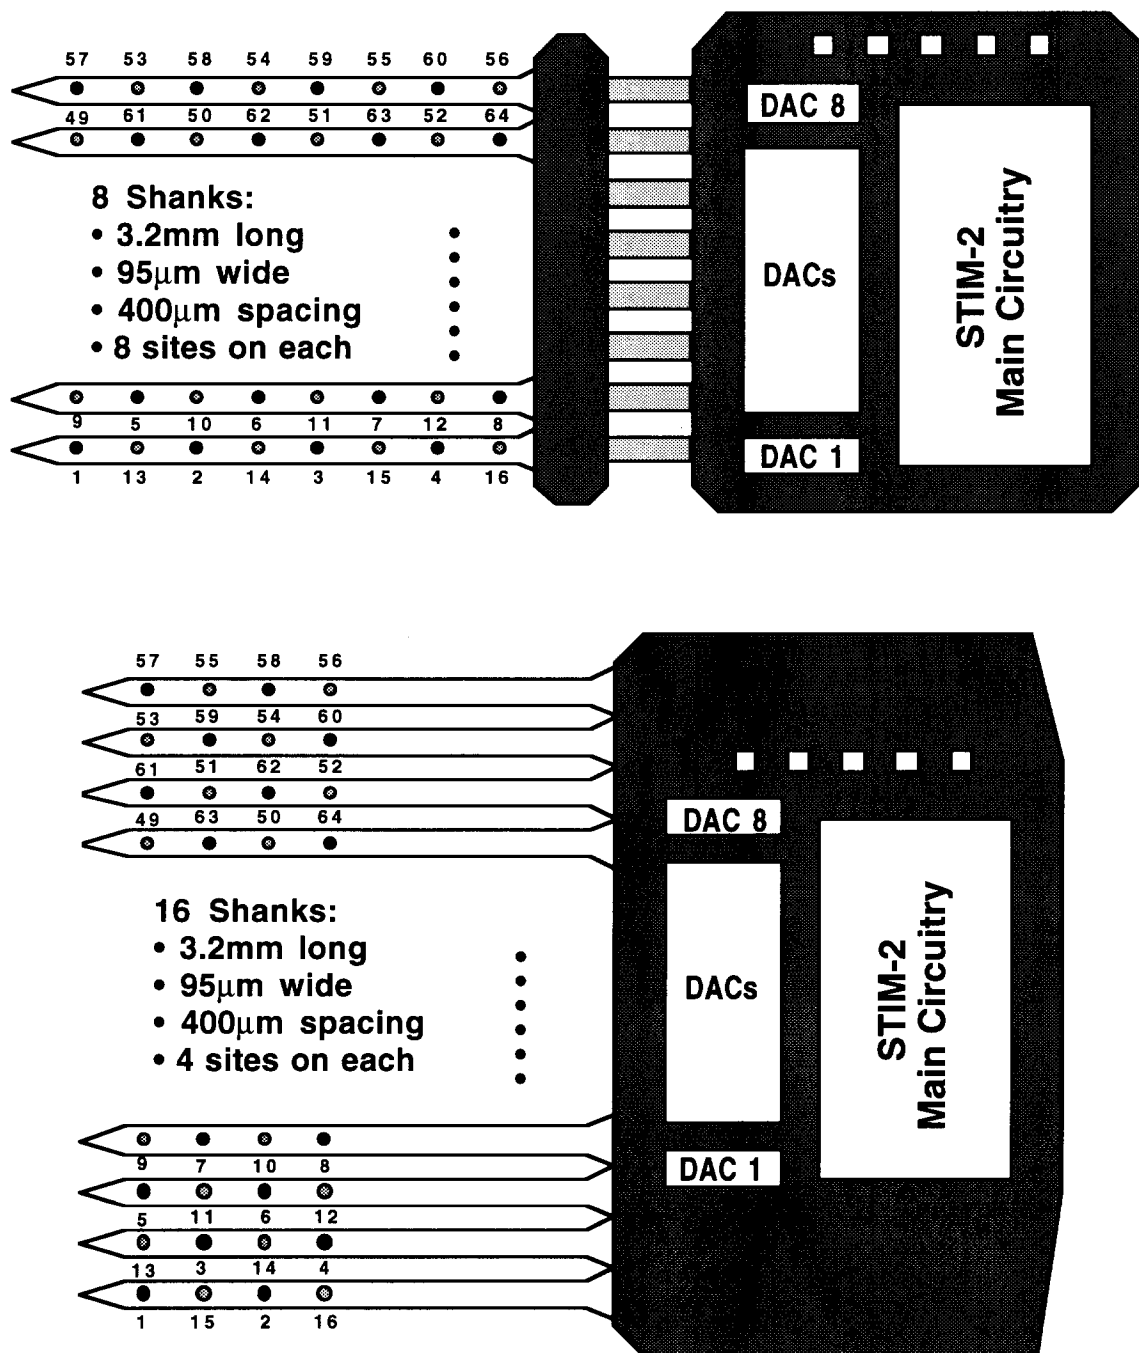 57 53 58 54 59 55 60 56
49 61 50 62 51 63 52 64
8 Shanks:
• 3.2mm long
• 95μm wide
• 400μm spacing
• 8 sites on each
9 5 10 6 11 7 12 8
1 13 2 14 3 15 4 16
DAC 8
DACs
DAC 1
STIM-2
Main Circuitry
57 55 58 56
53 59 54 60
61 51 62 52
49 63 50 64
16 Shanks:
• 3.2mm long
• 95μm wide
• 400μm spacing
• 4 sites on each
9 7 10 8
5 11 6 12
13 3 14 4
1 15 2 16
DAC 8
DACs
DAC 1
STIM-2
Main Circuitry